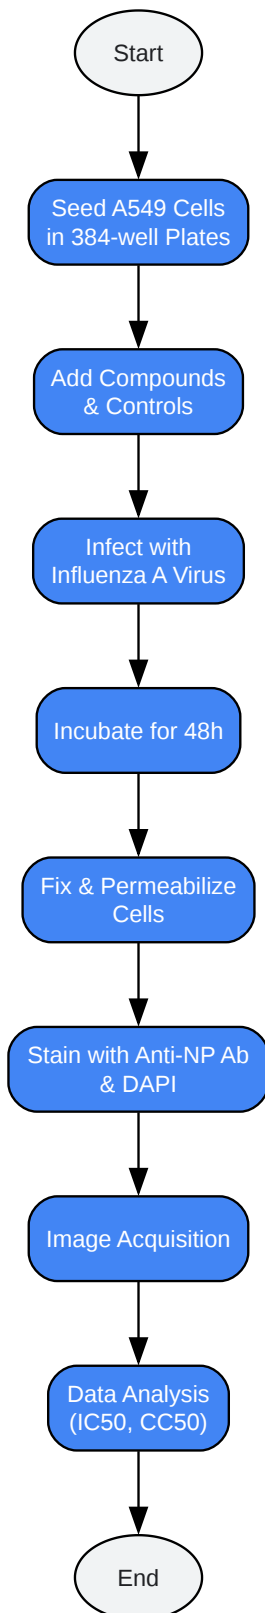 Start
Seed A549 Cells
in 384-well Plates
Add Compounds
& Controls
Infect with
Influenza A Virus
Incubate for 48h
Fix & Permeabilize
Cells
Stain with Anti-NP Ab
& DAPI
Image Acquisition
Data Analysis
(IC50, CC50)
End